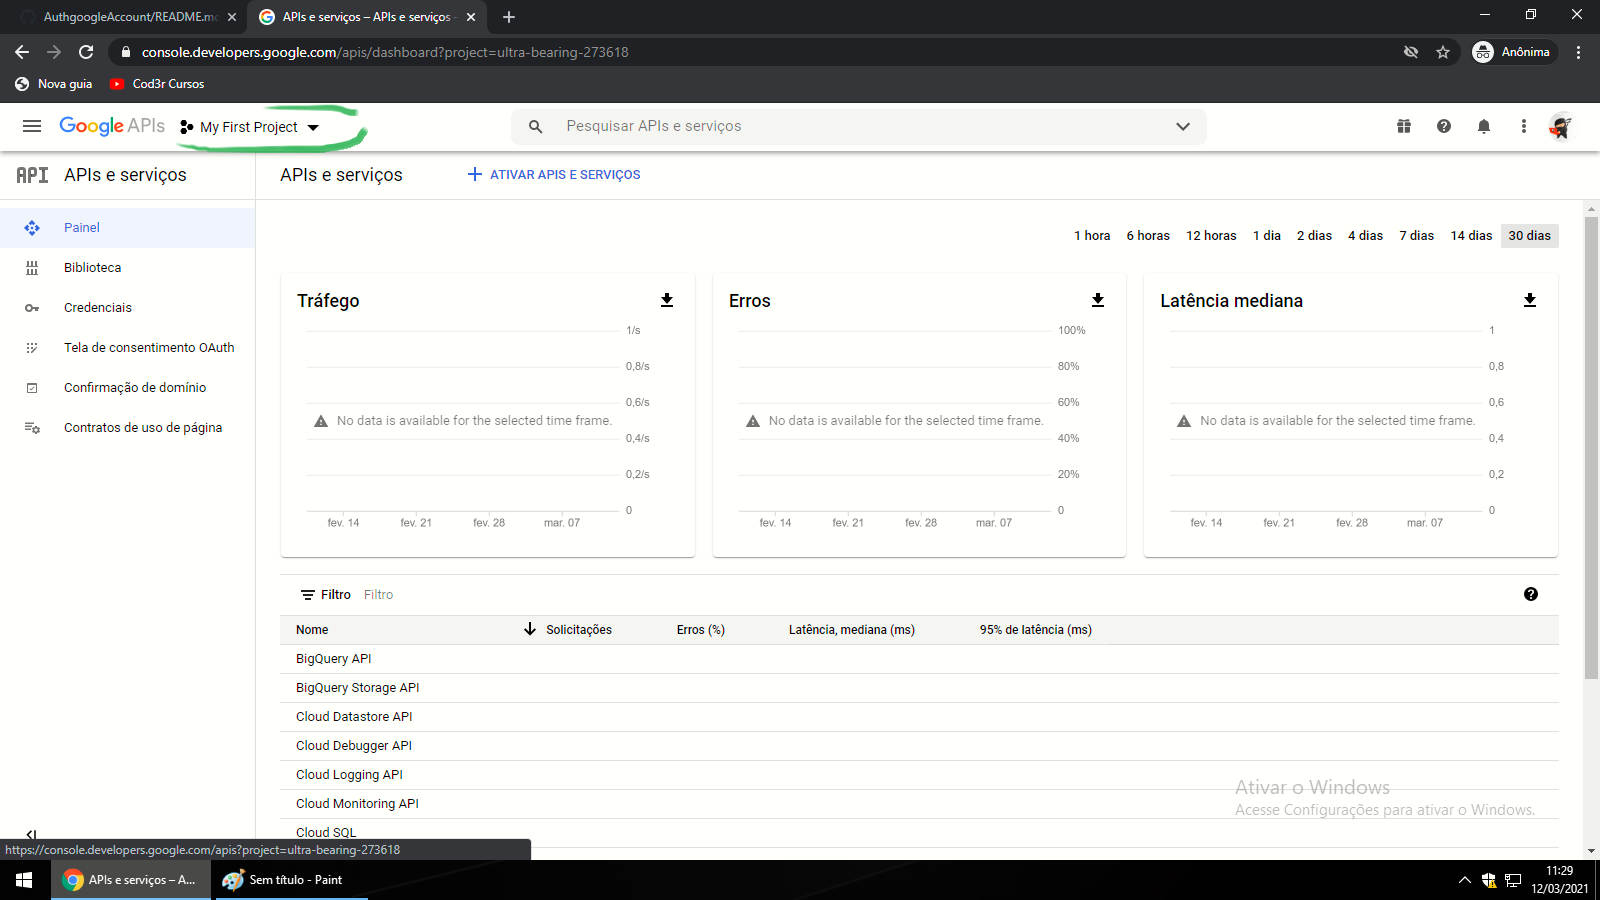 AuthgoogleAccount/README.md
APIs e serviços – APIs e serviços -
console.developers.google.com/apis/dashboard?project=ultra-bearing-273618
Anônima
Nova guia
Cod3r Cursos
Google APIs
My First Project
Pesquisar APIs e serviços
API APIs e serviços
APIs e serviços
ATIVAR APIS E SERVIÇOS
Painel
Biblioteca
Credenciais
Tela de consentimento OAuth
Confirmação de domínio
Contratos de uso de página
1 hora 6 horas 12 horas 1 dia 2 dias 4 dias 7 dias 14 dias 30 dias
Tráfego
1/s
0,8/s
0,6/s
No data is available for the selected time frame.
0,4/s
0,2/s
0
fev. 14 fev. 21 fev. 28 mar. 07
Erros
100%
80%
60%
No data is available for the selected time frame.
40%
20%
0
fev. 14 fev. 21 fev. 28 mar. 07
Latência mediana
1
0,8
0,6
No data is available for the selected time frame.
0,4
0,2
0
fev. 14 fev. 21 fev. 28 mar. 07
Filtro Filtro
Nome Solicitações Erros (%) Latência, mediana (ms) 95% de latência (ms)
BigQuery API
BigQuery Storage API
Cloud Datastore API
Cloud Debugger API
Cloud Logging API
Cloud Monitoring API
Cloud SQL
Ativar o Windows
Acesse Configurações para ativar o Windows.
https://console.developers.google.com/apis?project=ultra-bearing-273618
APIs e serviços – A...
Sem título - Paint
11:29
12/03/2021